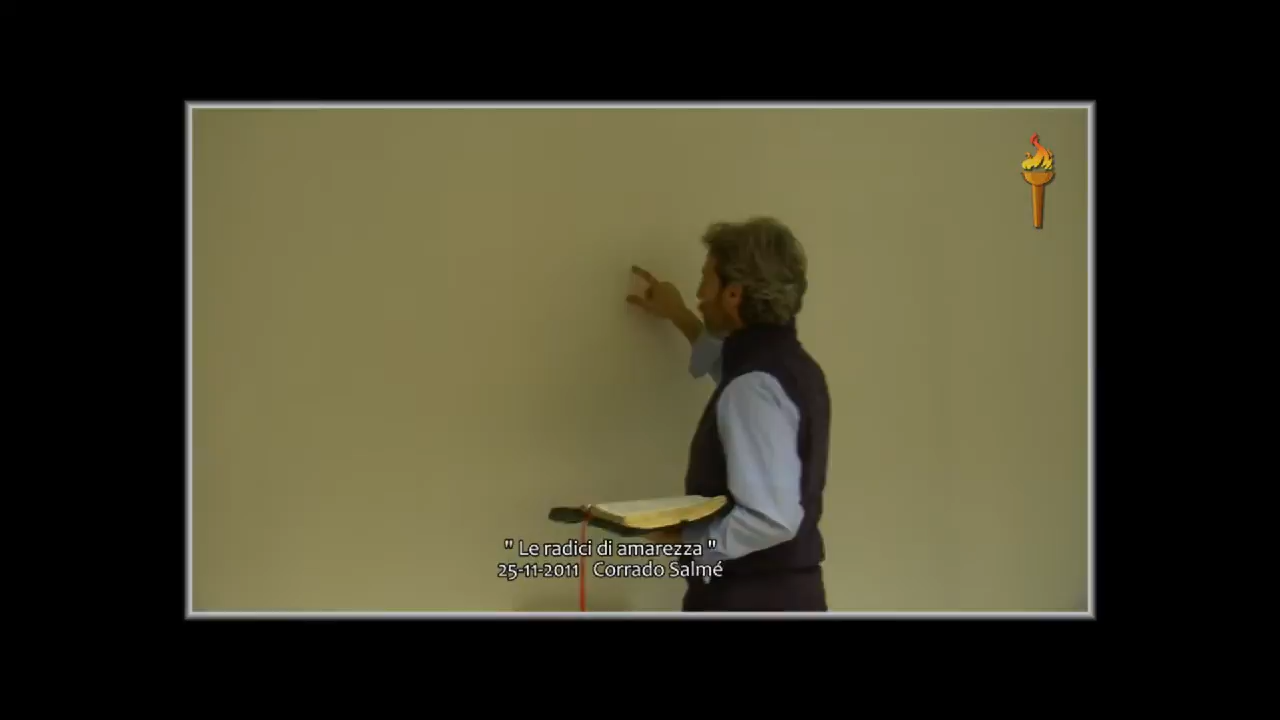 " Le radici di amarezza "
25-11-2011 Corrado Salmé